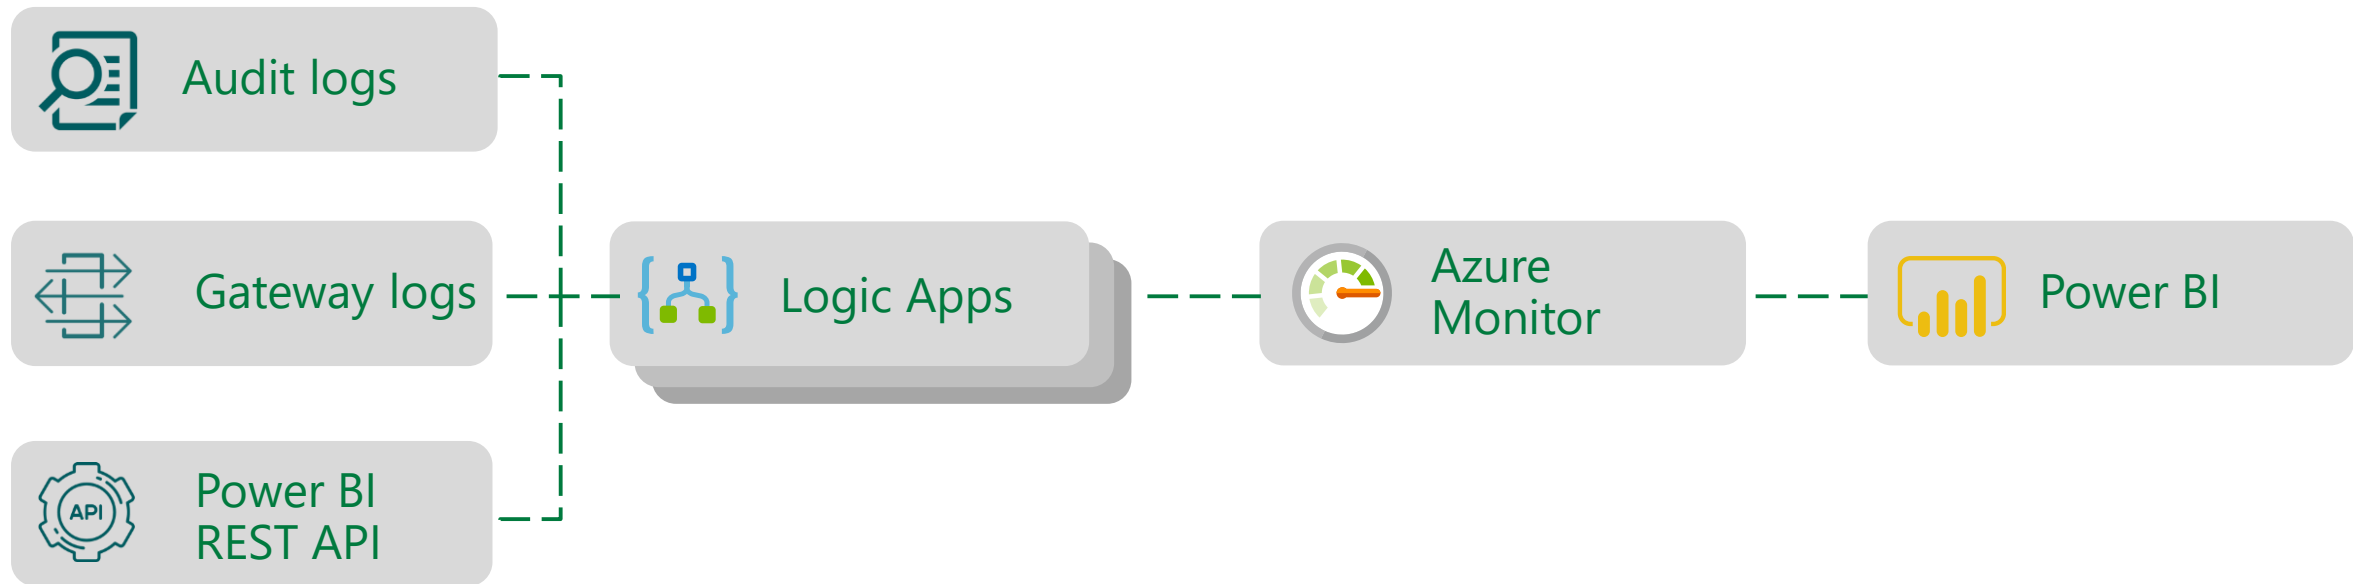 Audit logs
Gateway logs
Power BI
REST API
API
Logic Apps
Azure
Monitor
Power BI